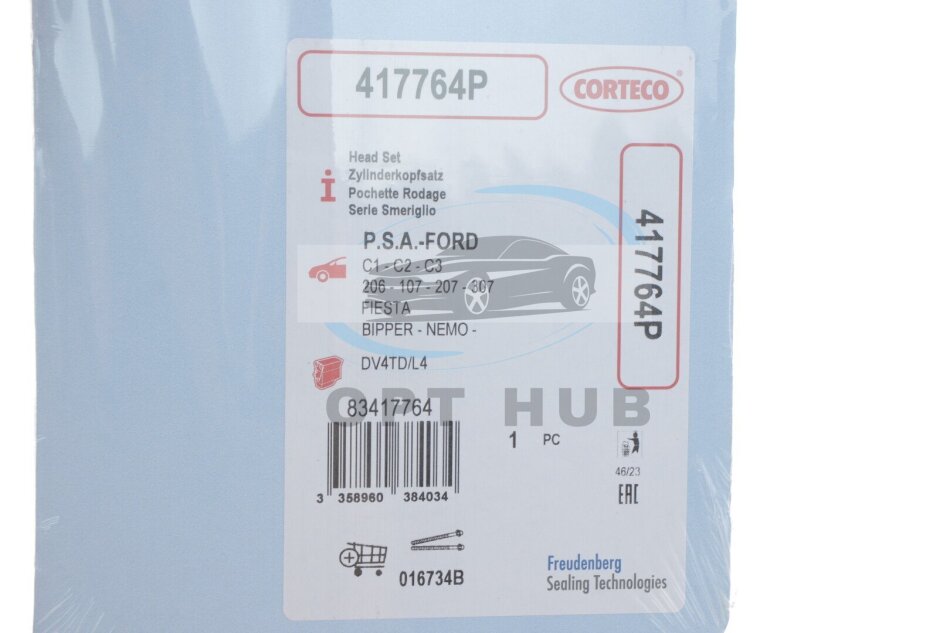 417764P
CORTECO®
Head Set
Zylinderkopfsatz
Pochette Rodage
Serie Smeriglio
417764P
P.S.A.-FORD
C1 - C2 - C3
206 - 107 - 207 - 307
FIESTA
BIPPER - NEMO -
DV4TD/L4
OPT HUB
83417764
1 PC
46/23
EAC
3 358960 384034
016734B
Freudenberg
Sealing Technologies